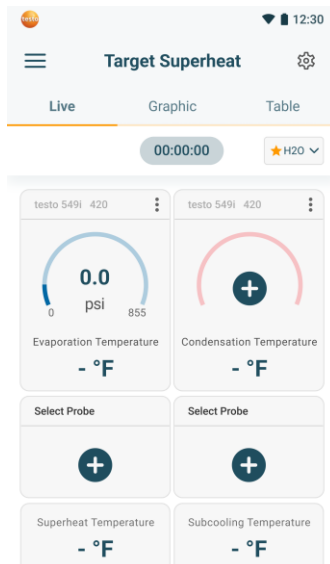 testo
12:30
Target Superheat
Live Graphic Table
00:00:00
H2O
testo 549i 420
testo 549i 420
0.0
psi
0 855
Evaporation Temperature
Condensation Temperature
- °F
- °F
Select Probe
Select Probe
Superheat Temperature
Subcooling Temperature
- °F
- °F